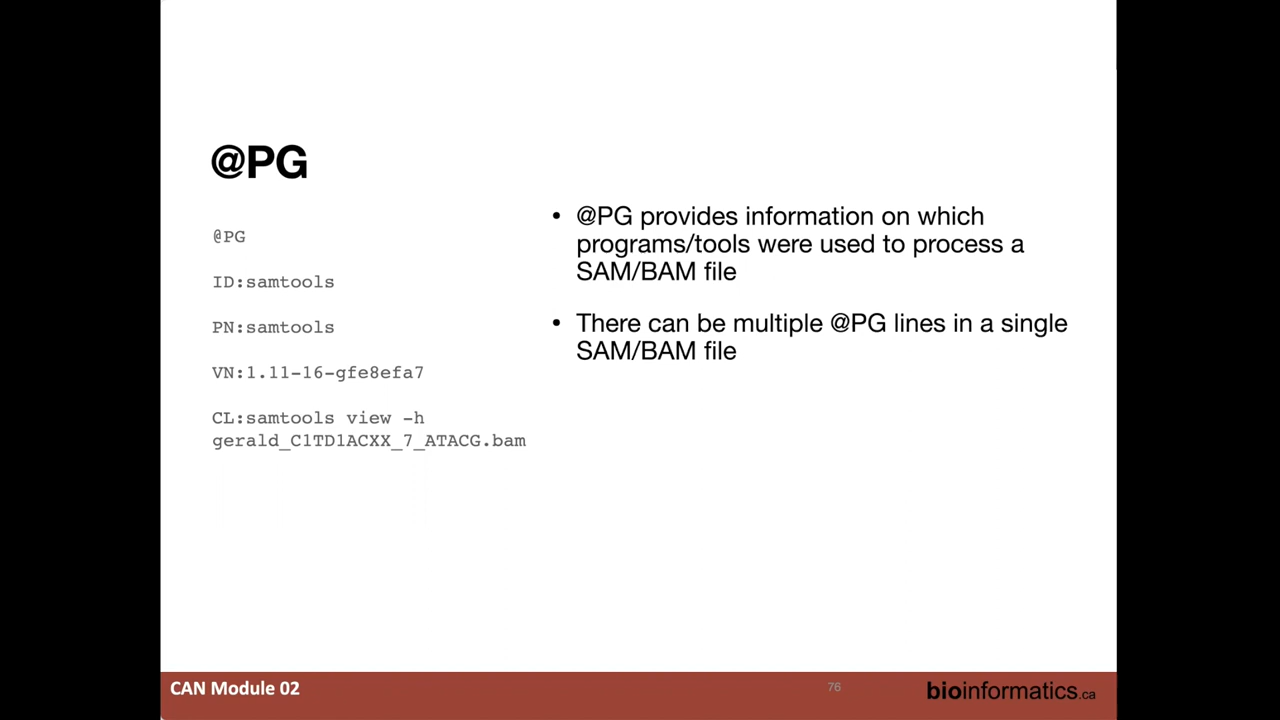 @PG
@PG
ID:samtools
PN:samtools
VN:1.11-16-gfe8efa7
CL:samtools view -h
gerald_C1TD1ACXX_7_ATACG.bam
• @PG provides information on which
programs/tools were used to process a
SAM/BAM file
• There can be multiple @PG lines in a single
SAM/BAM file
CAN Module 02
76
bioinformatics.ca